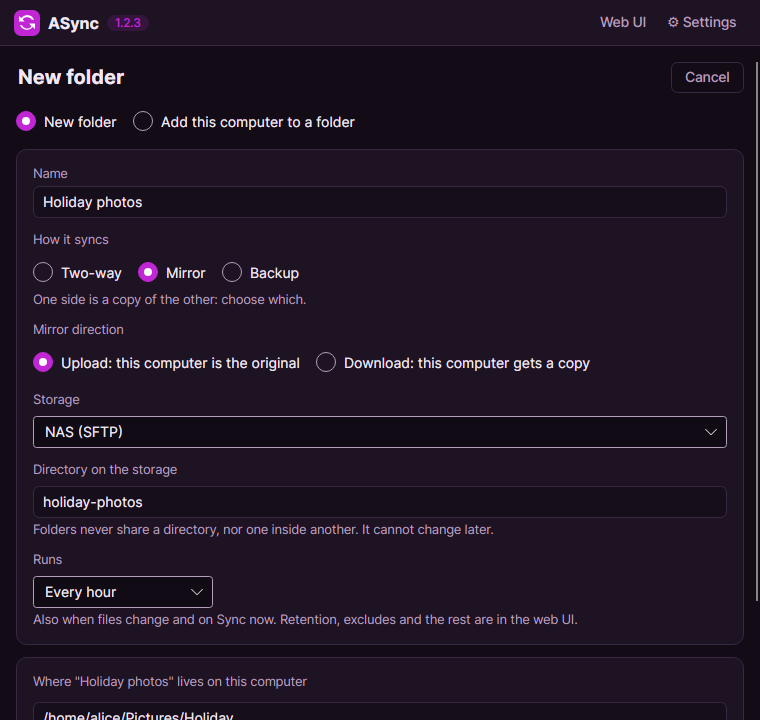 ASync 1.2.3 Web UI ⚙ Settings
New folder Cancel
New folder Add this computer to a folder
Name
Holiday photos
How it syncs
Two-way Mirror Backup
One side is a copy of the other: choose which.
Mirror direction
Upload: this computer is the original Download: this computer gets a copy
Storage
NAS (SFTP)
Directory on the storage
holiday-photos
Folders never share a directory, nor one inside another. It cannot change later.
Runs
Every hour
Also when files change and on Sync now. Retention, excludes and the rest are in the web UI.
Where "Holiday photos" lives on this computer
/home/alice/Pictures/Holiday